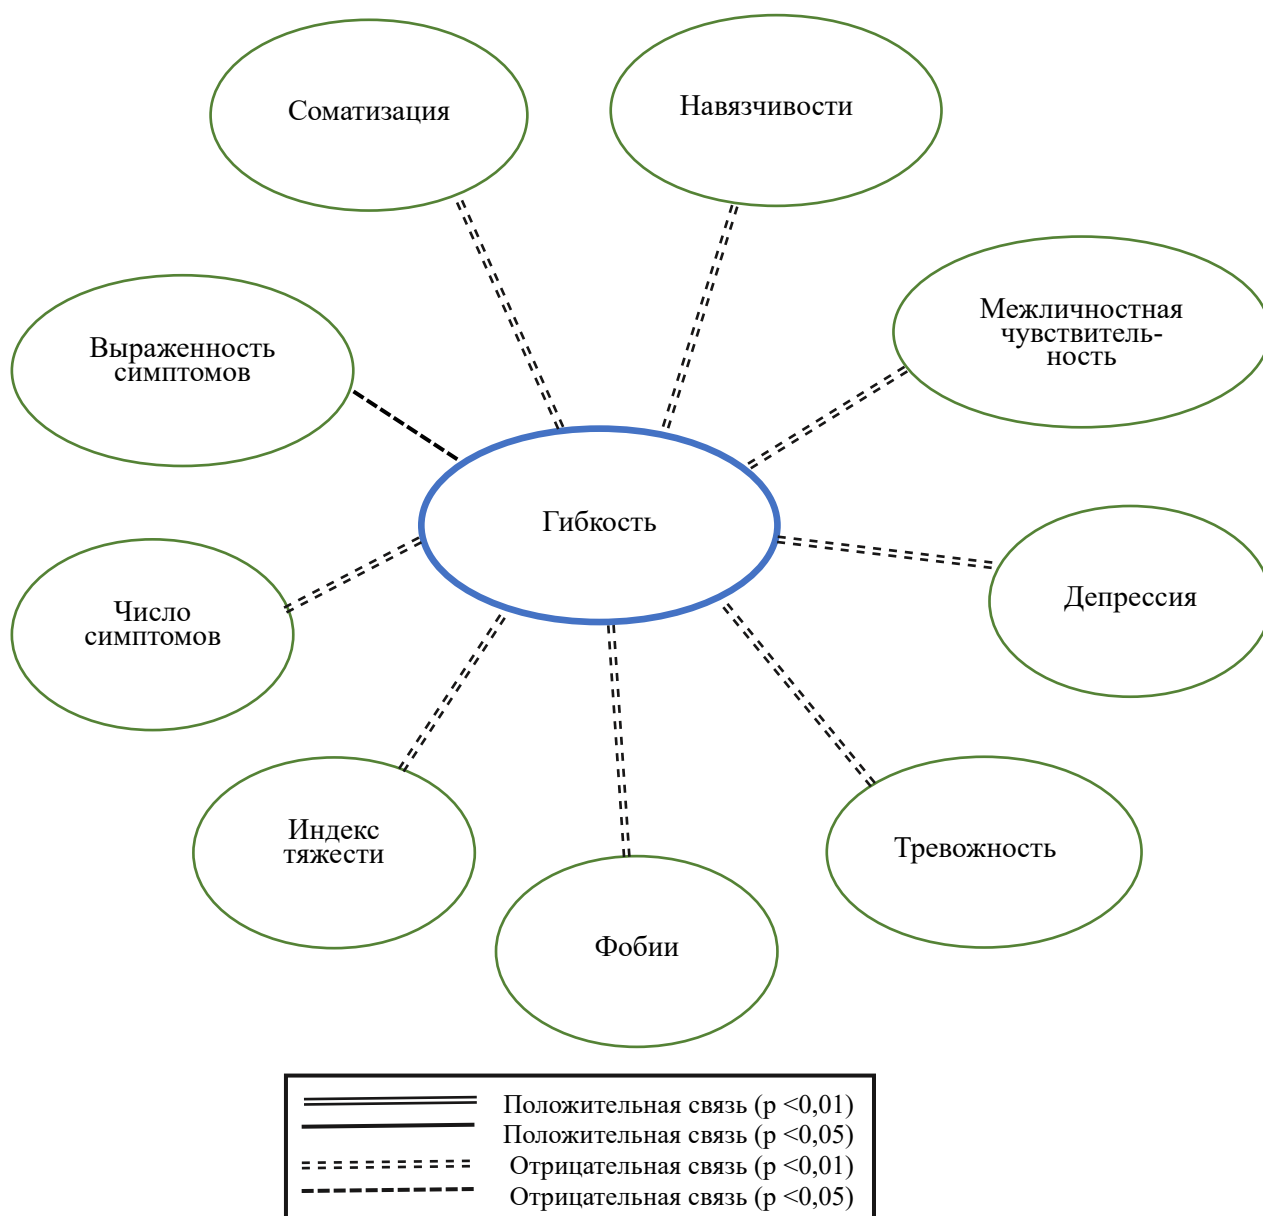 Соматизация
Навязчивости
Межличностная
чувствитель-
ность
Выраженность
симптомов
Гибкость
Депрессия
Число
симптомов
Индекс
тяжести
Тревожность
Фобии
Положительная связь (p <0,01)
Положительная связь (p <0,05)
Отрицательная связь (p <0,01)
Отрицательная связь (p <0,05)